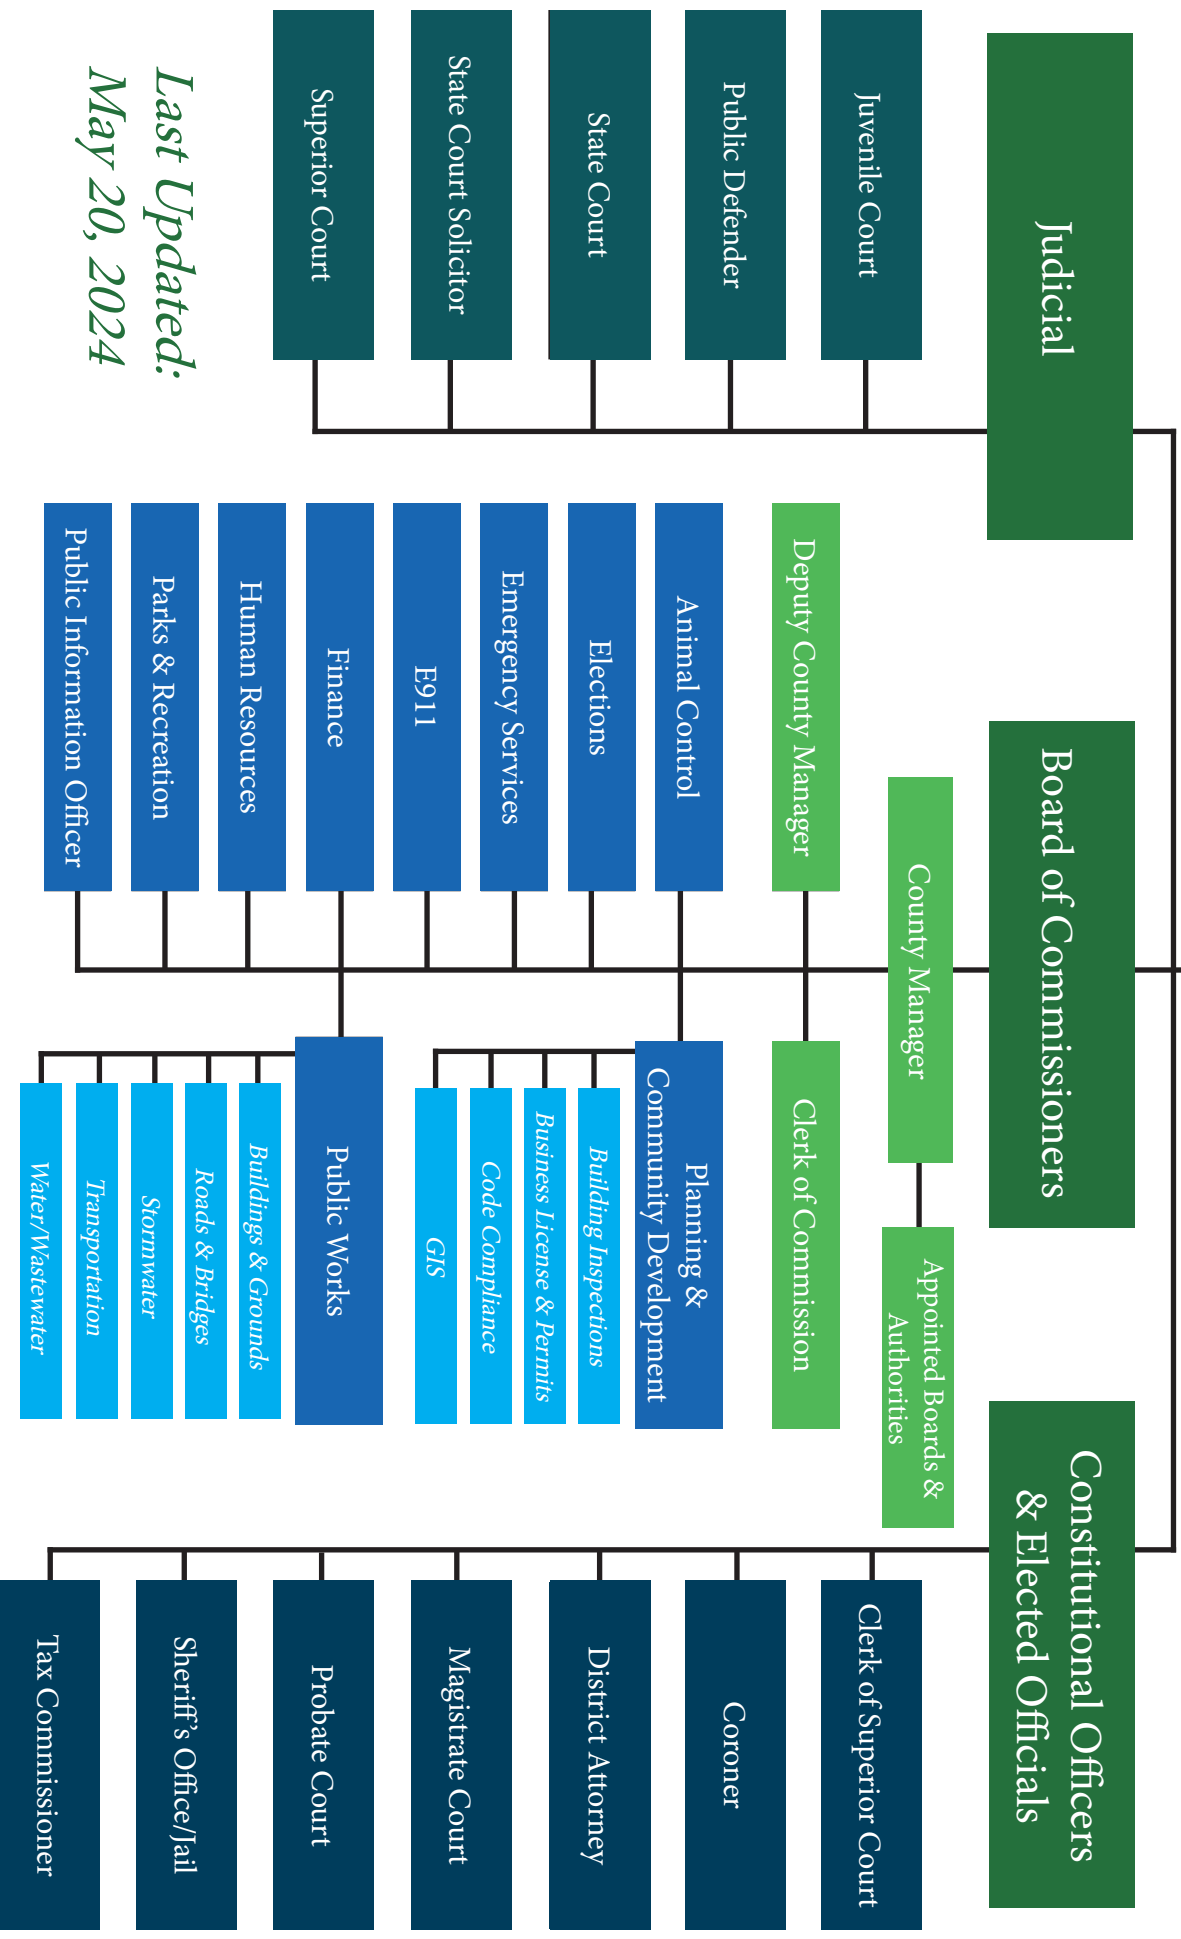 Judicial
Juvenile Court
Public Defender
State Court
State Court Solicitor
Superior Court
Last Updated:
May 20, 2024
Board of Commissioners
County Manager
Appointed Boards &
Authorities
Deputy County Manager
Clerk of Commission
Animal Control
Elections
Emergency Services
E911
Finance
Human Resources
Parks & Recreation
Public Information Officer
Planning &
Community Development
Building Inspections
Business License & Permits
Code Compliance
GIS
Public Works
Buildings & Grounds
Roads & Bridges
Stormwater
Transportation
Water/Wastewater
Constitutional Officers
& Elected Officials
Clerk of Superior Court
Coroner
District Attorney
Magistrate Court
Probate Court
Sheriff’s Office/Jail
Tax Commissioner